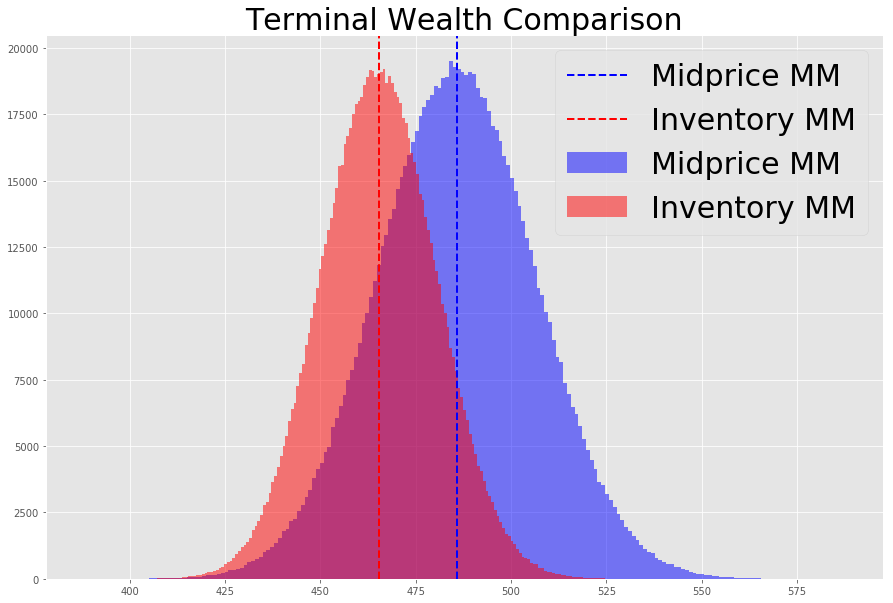 Terminal Wealth Comparison
20000
17500
15000
12500
10000
7500
5000
2500
0
Midprice MM
Inventory MM
Midprice MM
Inventory MM
400 425 450 475 500 525 550 575